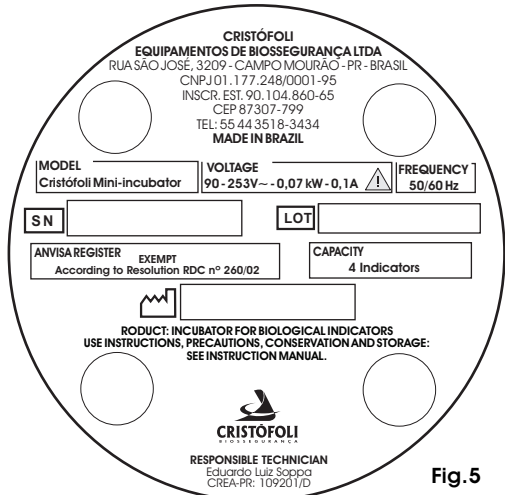 CRISTÓFOLI
EQUIPAMENTOS DE BIOSSEGURANÇA LTDA
RUA SÃO JOSÉ, 3209 - CAMPO MOURÃO - PR - BRASIL
CNPJ 01.177.248/0001-95
INSCR. EST. 90.104.860-65
CEP 87307-799
TEL: 55 44 3518-3434
MADE IN BRAZIL
MODEL
Cristófoli Mini-incubator
VOLTAGE
90 - 253V~ - 0,07 kW - 0,1A
FREQUENCY
50/60 Hz
SN
LOT
ANVISA REGISTER EXEMPT
According to Resolution RDC nº 260/02
CAPACITY
4 Indicators
RODUCT: INCUBATOR FOR BIOLOGICAL INDICATORS
USE INSTRUCTIONS, PRECAUTIONS, CONSERVATION AND STORAGE:
SEE INSTRUCTION MANUAL.
CRISTÓFOLI
BIOSSEGURANÇA
RESPONSIBLE TECHNICIAN
Eduardo Luiz Soppa
CREA-PR: 109201/D
Fig.5